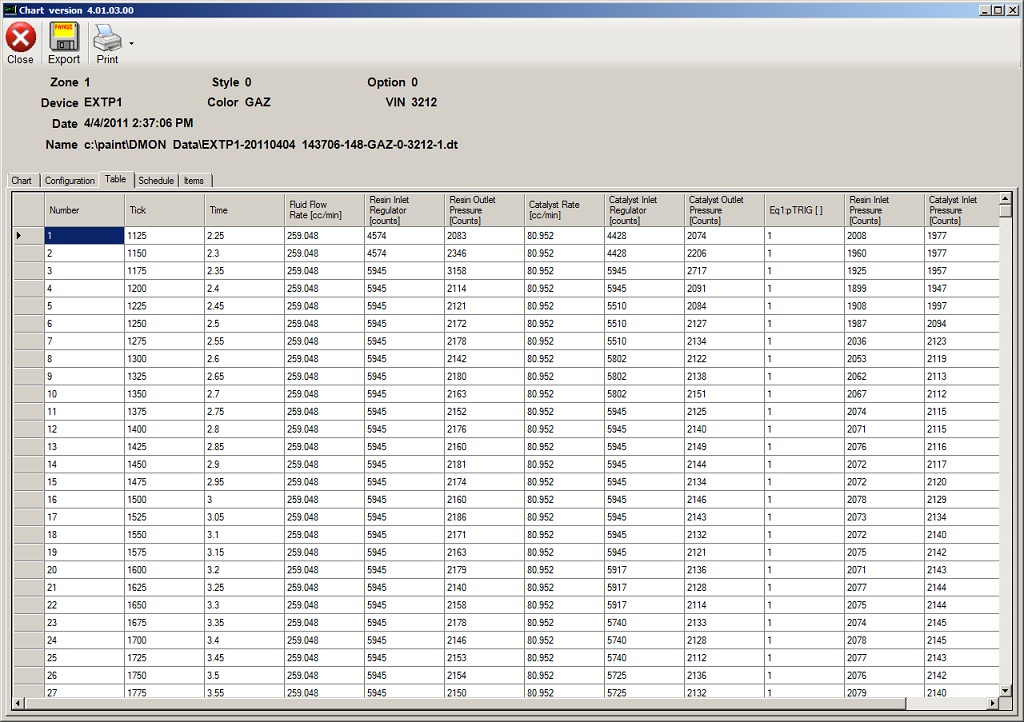 Chart version 4.01.03.00
FANUC
Close Export Print
Zone 1 Style 0 Option 0
Device EXTP1 Color GAZ VIN 3212
Date 4/4/2011 2:37:06 PM
Name c:\paint\DMON Data\EXTP1-20110404 143706-148-GAZ-0-3212-1.dt
Chart Configuration Table Schedule Items
Number Tick Time Fluid Flow Rate [cc/min] Resin Inlet Regulator [counts] Resin Outlet Pressure [Counts] Catalyst Rate [cc/min] Catalyst Inlet Regulator [counts] Catalyst Outlet Pressure [Counts] Eq1:pTRIG [ ] Resin Inlet Pressure [Counts] Catalyst Inlet Pressure [Counts]
1 1125 2.25 259.048 4574 2083 80.952 4428 2074 1 2008 1977
2 1150 2.3 259.048 4574 2346 80.952 4428 2206 1 1960 1977
3 1175 2.35 259.048 5945 3158 80.952 5945 2717 1 1925 1957
4 1200 2.4 259.048 5945 2114 80.952 5945 2091 1 1899 1947
5 1225 2.45 259.048 5945 2121 80.952 5510 2084 1 1908 1997
6 1250 2.5 259.048 5945 2172 80.952 5510 2127 1 1987 2094
7 1275 2.55 259.048 5945 2178 80.952 5510 2134 1 2036 2123
8 1300 2.6 259.048 5945 2142 80.952 5802 2122 1 2053 2119
9 1325 2.65 259.048 5945 2180 80.952 5802 2138 1 2062 2113
10 1350 2.7 259.048 5945 2163 80.952 5802 2151 1 2067 2112
11 1375 2.75 259.048 5945 2152 80.952 5945 2125 1 2074 2115
12 1400 2.8 259.048 5945 2176 80.952 5945 2140 1 2071 2115
13 1425 2.85 259.048 5945 2160 80.952 5945 2149 1 2076 2116
14 1450 2.9 259.048 5945 2181 80.952 5945 2144 1 2072 2117
15 1475 2.95 259.048 5945 2174 80.952 5945 2134 1 2072 2120
16 1500 3 259.048 5945 2160 80.952 5945 2146 1 2078 2129
17 1525 3.05 259.048 5945 2186 80.952 5945 2143 1 2073 2134
18 1550 3.1 259.048 5945 2171 80.952 5945 2132 1 2072 2140
19 1575 3.15 259.048 5945 2163 80.952 5945 2121 1 2075 2142
20 1600 3.2 259.048 5945 2179 80.952 5917 2136 1 2071 2143
21 1625 3.25 259.048 5945 2140 80.952 5917 2128 1 2077 2144
22 1650 3.3 259.048 5945 2158 80.952 5917 2114 1 2075 2144
23 1675 3.35 259.048 5945 2178 80.952 5740 2133 1 2074 2145
24 1700 3.4 259.048 5945 2146 80.952 5740 2128 1 2078 2145
25 1725 3.45 259.048 5945 2153 80.952 5740 2112 1 2077 2143
26 1750 3.5 259.048 5945 2154 80.952 5725 2136 1 2076 2142
27 1775 3.55 259.048 5945 2150 80.952 5725 2132 1 2079 2140